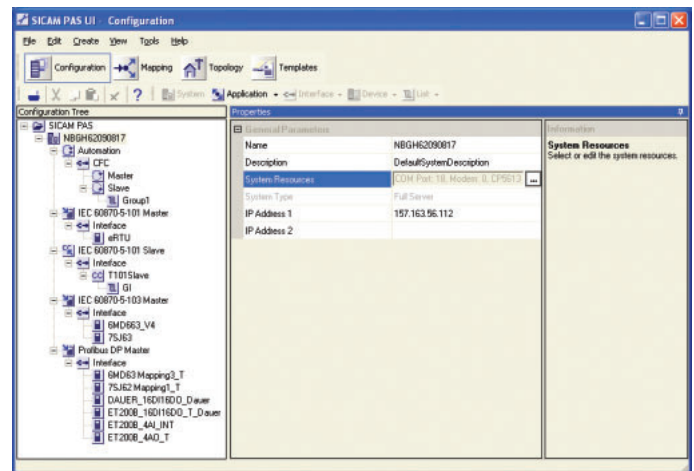 SICAM PAS UI - Configuration
File Edit Create View Tools Help
Configuration Mapping Topology Templates
System Application Interface Device List
Configuration Tree
Properties
SICAM PAS
NBGH62090817
Automation
CFC
Master
Slave
Group1
IEC 60870-5-101 Master
Interface
eRTU
IEC 60870-5-101 Slave
Interface
T101Slave
GI
IEC 60870-5-103 Master
Interface
6MD663_V4
7SJ63
Profibus DP Master
Interface
6MD63 Mapping3_T
7SJ62 Mapping1_T
DAUER_16DI16DO_Dauer
ET200B_16DI16DO_T_Dauer
ET200B_4AI_INT
ET200B_4AO_T
General Parameters
Name NBGH62090817
Description DefaultSystemDescription
System Resources COM Port: 18, Modem: 0, CP5613 ...
System Type Full Server
IP Address 1 157.163.56.112
IP Address 2
Information
System Resources
Select or edit the system resources.